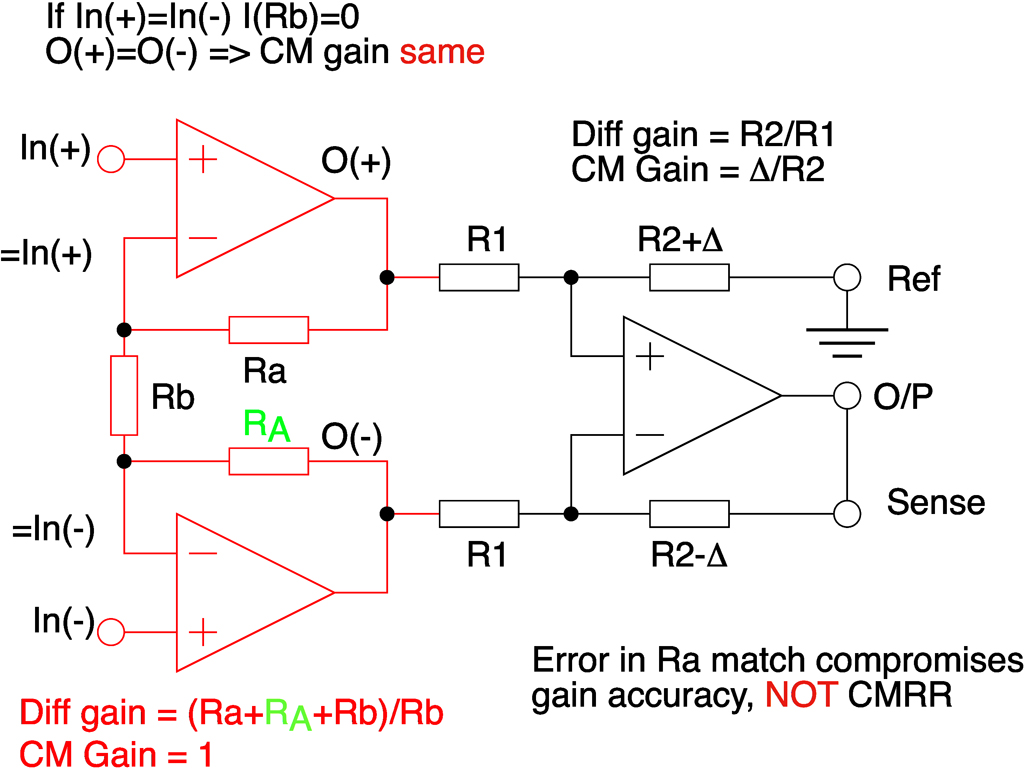 If In(+)=In(-) I(Rb)=0
O(+)=O(-) => CM gain same
In(+)
+
O(+)
Diff gain = R2/R1
CM Gain = Δ/R2
=In(+)
−
R1
R2+Δ
Ref
Ra
+
Rb
O/P
RA
O(-)
−
=In(-)
−
Sense
R1
R2-Δ
In(-)
+
Error in Ra match compromises
gain accuracy, NOT CMRR
Diff gain = (Ra+RA+Rb)/Rb
CM Gain = 1